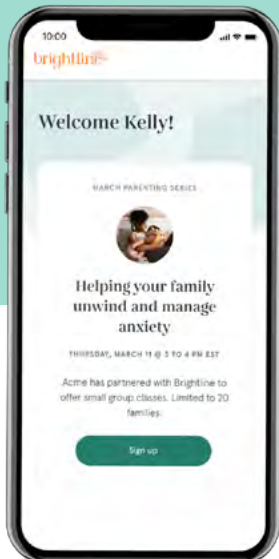 10:00
brightline
Welcome Kelly!
MARCH PARENTING SERIES
Helping your family
unwind and manage
anxiety
THURSDAY, MARCH 11 @ 3 TO 4 PM EST
Acme has partnered with Brightline to
offer small group classes. Limited to 20
families.
Sign up